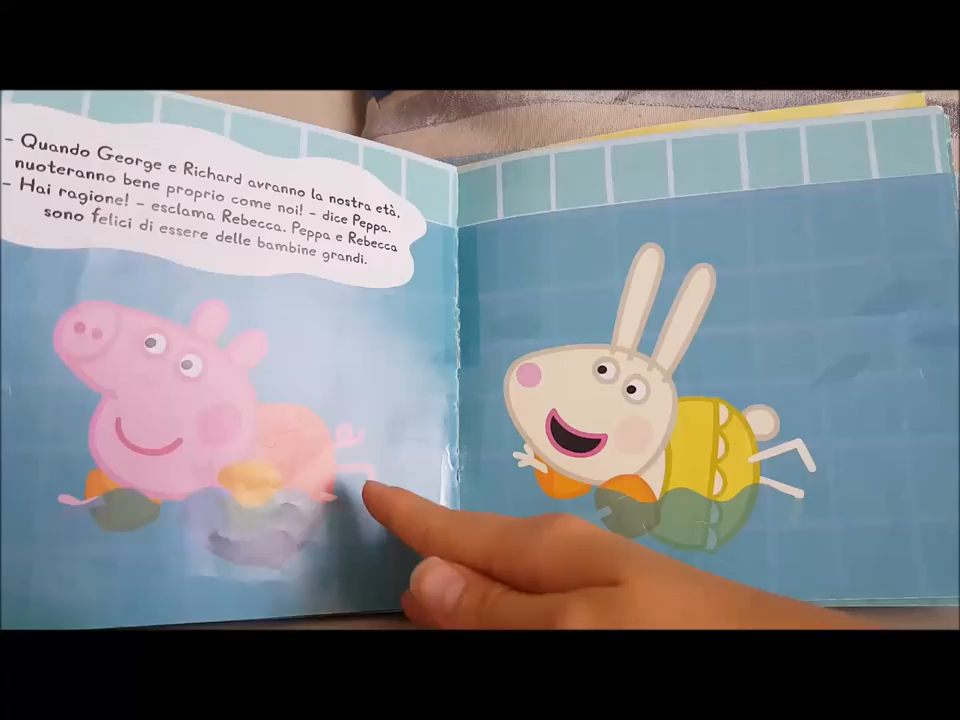 - Quando George e Richard avranno la nostra età,
nuoteranno bene proprio come noi! - dice Peppa.
- Hai ragione! - esclama Rebecca. Peppa e Rebecca
sono felici di essere delle bambine grandi.